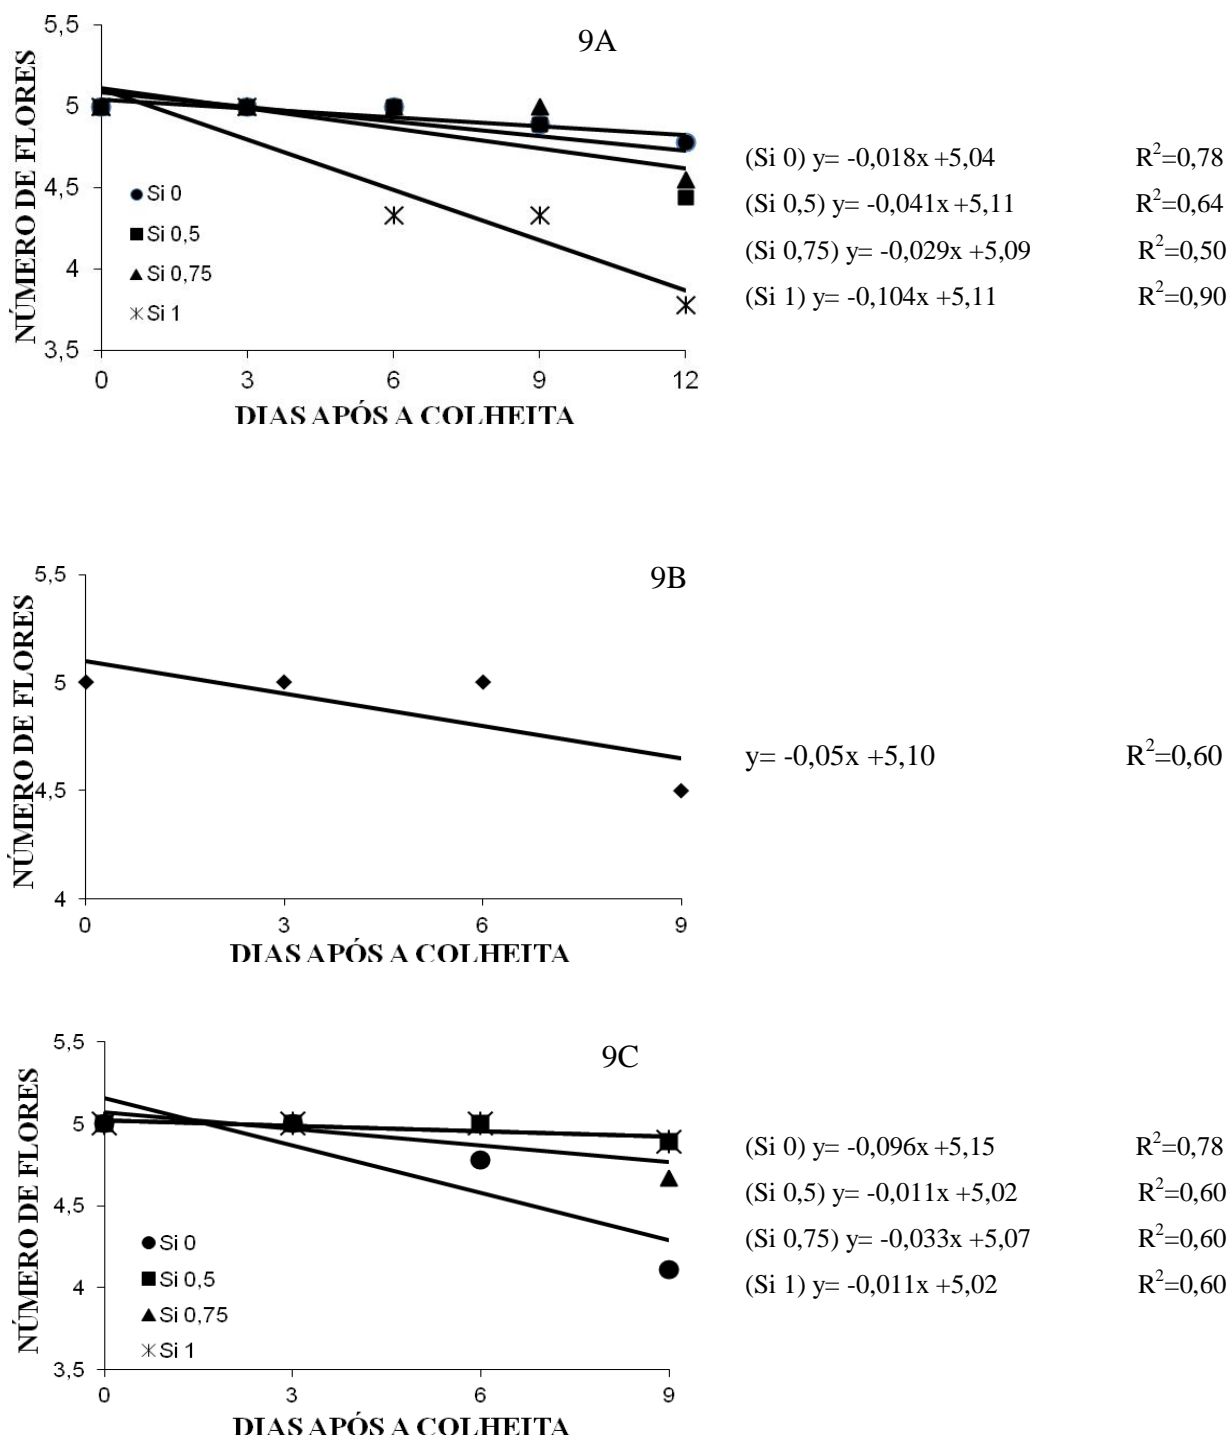 9A
NÚMERO DE FLORES
5,5
5
4,5
4
3,5
Si 0
Si 0,5
Si 0,75
Si 1
0 3 6 9 12
DIAS APÓS A COLHEITA
(Si 0) y= -0,018x +5,04 R²=0,78
(Si 0,5) y= -0,041x +5,11 R²=0,64
(Si 0,75) y= -0,029x +5,09 R²=0,50
(Si 1) y= -0,104x +5,11 R²=0,90
9B
NÚMERO DE FLORES
5,5
5
4,5
4
0 3 6 9
DIAS APÓS A COLHEITA
y= -0,05x +5,10 R²=0,60
9C
NÚMERO DE FLORES
5,5
5
4,5
4
3,5
Si 0
Si 0,5
Si 0,75
Si 1
0 3 6 9
DIAS APÓS A COLHEITA
(Si 0) y= -0,096x +5,15 R²=0,78
(Si 0,5) y= -0,011x +5,02 R²=0,60
(Si 0,75) y= -0,033x +5,07 R²=0,60
(Si 1) y= -0,011x +5,02 R²=0,60